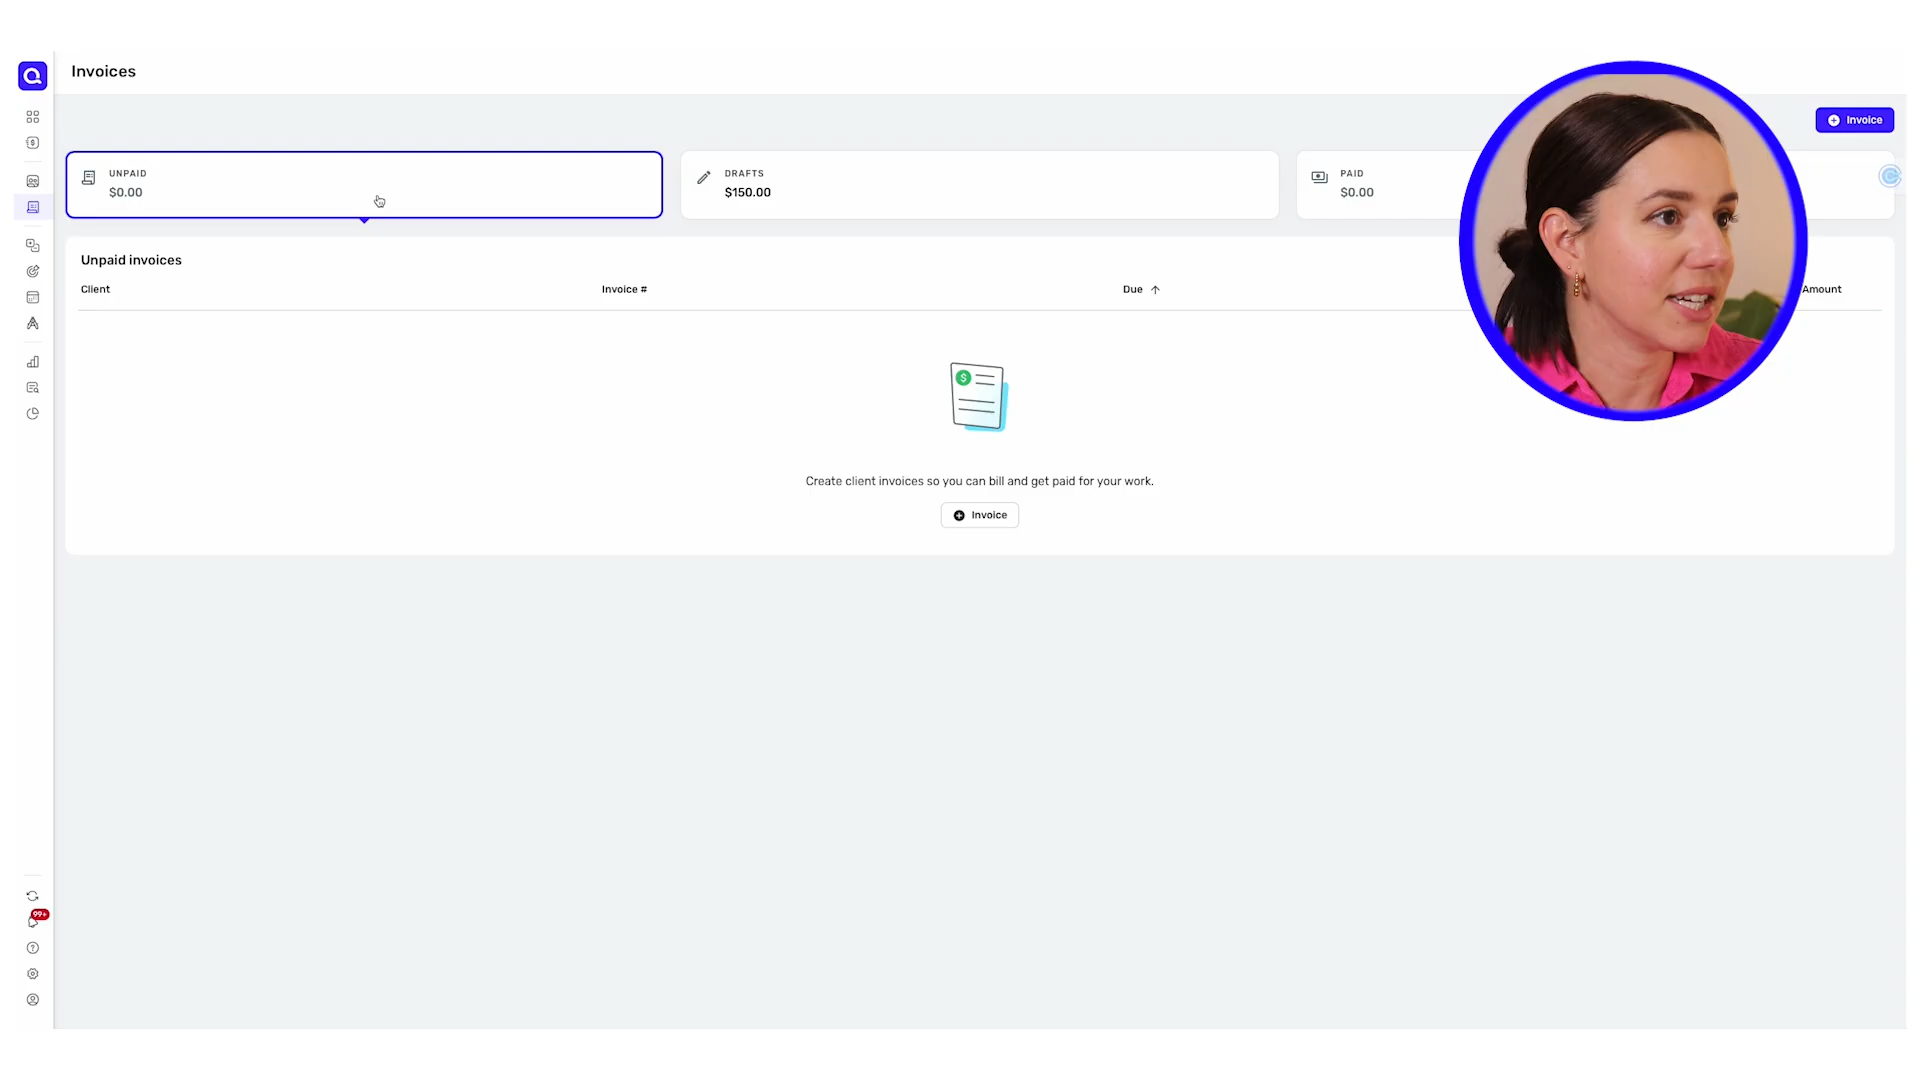 Invoices
Invoice
UNPAID
$0.00
DRAFTS
$150.00
PAID
$0.00
Unpaid invoices
Client
Invoice #
Due
Amount
$
Create client invoices so you can bill and get paid for your work.
Invoice
99+